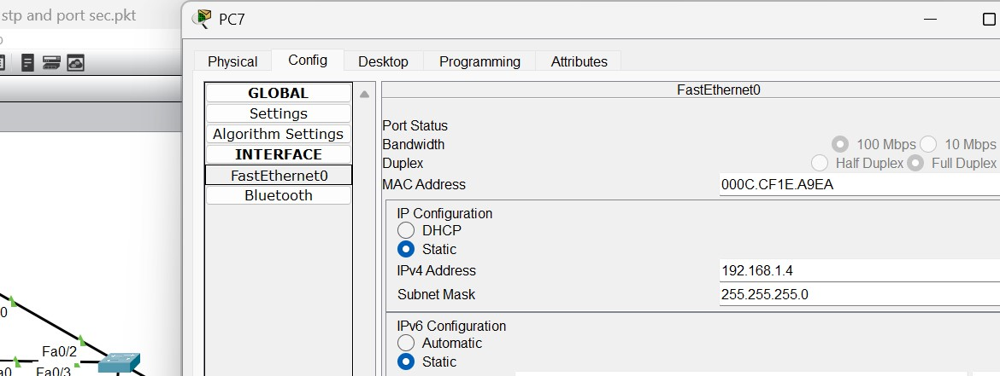 stp and port sec.pkt
PC7
Physical Config Desktop Programming Attributes
GLOBAL
Settings
Algorithm Settings
INTERFACE
FastEthernet0
Bluetooth
FastEthernet0
Port Status
Bandwidth 100 Mbps 10 Mbps
Duplex Half Duplex Full Duplex
MAC Address 000C.CF1E.A9EA
IP Configuration
DHCP
Static
IPv4 Address 192.168.1.4
Subnet Mask 255.255.255.0
IPv6 Configuration
Automatic
Static
0
Fa0/2
Fa0/3